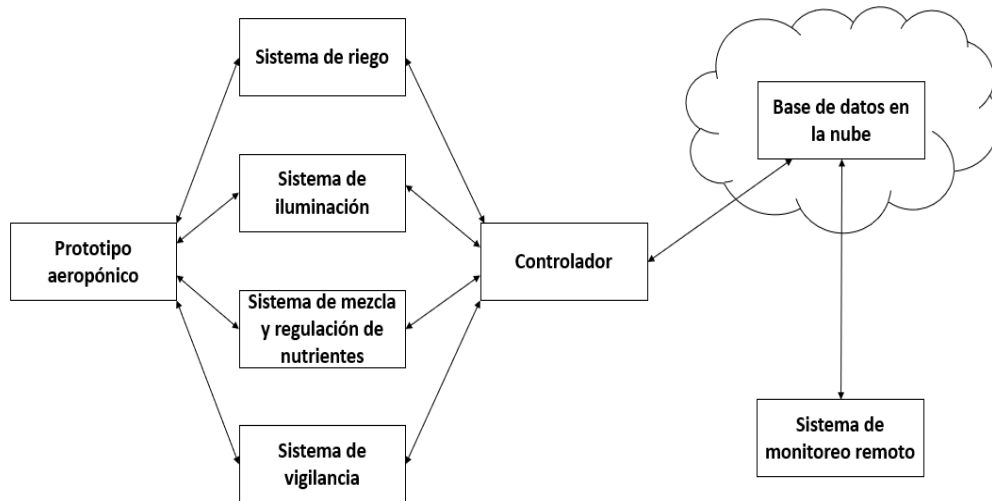 Sistema de riego
Sistema de
iluminación
Prototipo
aeropónico
Sistema de mezcla
y regulación de
nutrientes
Sistema de
vigilancia
Controlador
Base de datos en
la nube
Sistema de
monitoreo remoto